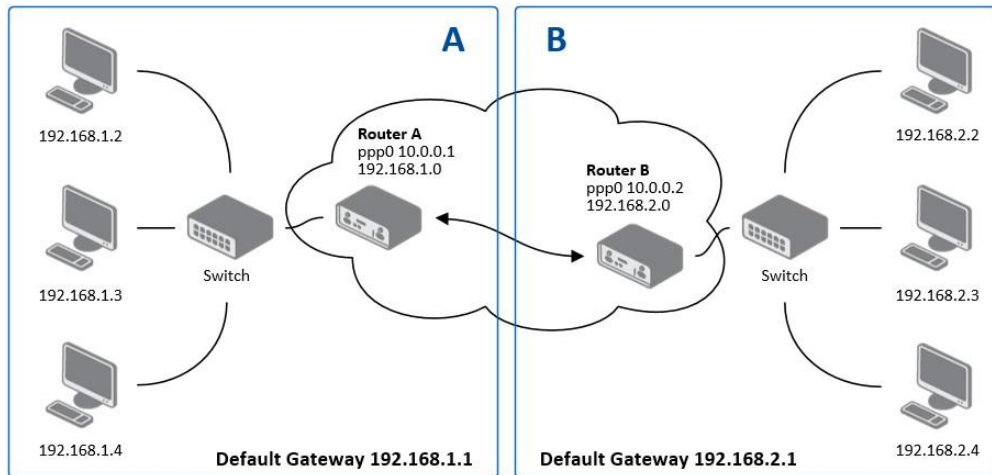 A
B
192.168.1.2
192.168.1.3
192.168.1.4
Switch
Router A
ppp0 10.0.0.1
192.168.1.0
Default Gateway 192.168.1.1
Router B
ppp0 10.0.0.2
192.168.2.0
Switch
192.168.2.2
192.168.2.3
192.168.2.4
Default Gateway 192.168.2.1